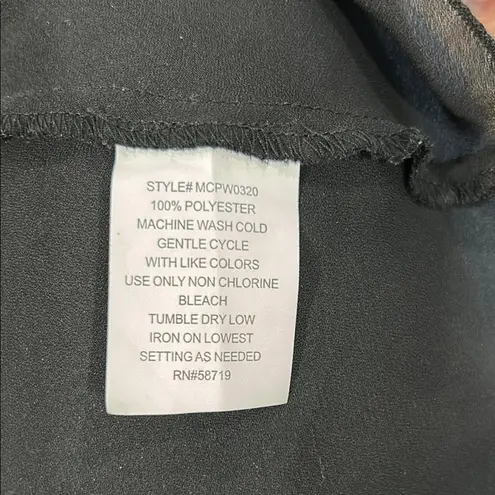 STYLE# MCPW0320
100% POLYESTER
MACHINE WASH COLD
GENTLE CYCLE
WITH LIKE COLORS
USE ONLY NON CHLORINE
BLEACH
TUMBLE DRY LOW
IRON ON LOWEST
SETTING AS NEEDED
RN#58719